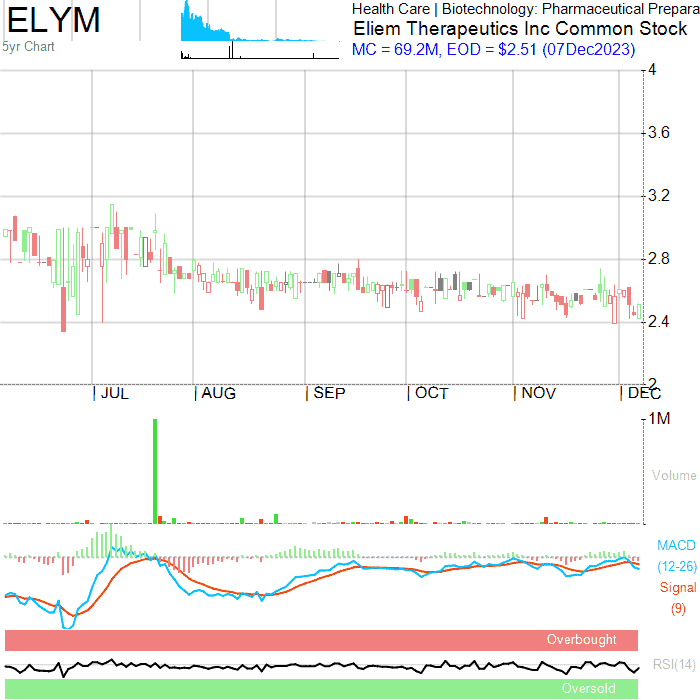 ELYM
5yr Chart
Health Care | Biotechnology: Pharmaceutical Prepara
Eliem Therapeutics Inc Common Stock
MC = 69.2M, EOD = $2.51 (07Dec2023)
4
3.6
3.2
2.8
2.4
2
JUL AUG SEP OCT NOV DEC
1M
Volume
MACD
(12-26)
Signal
(9)
Overbought
RSI(14)
Oversold